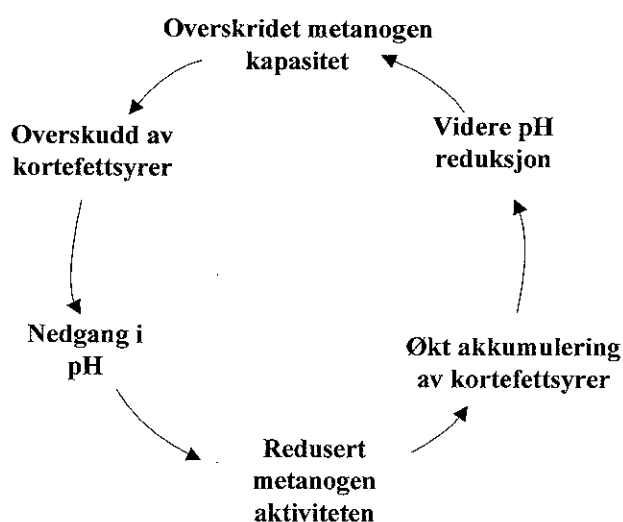 Overskridet metanogen
kapasitet
Overskudd av
kortefettsyrer
Nedgang i
pH
Redusert
metanogen
aktiviteten
Økt akkumulering
av kortefettsyrer
Videre pH
reduksjon